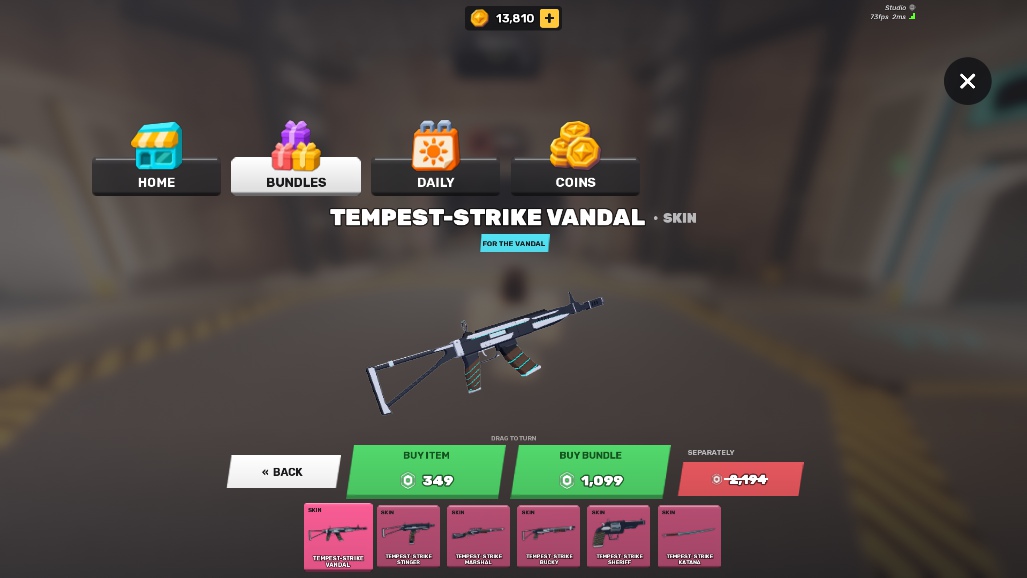 13,810 +
Studio
73fps 2ms
HOME
BUNDLES
DAILY
COINS
TEMPEST-STRIKE VANDAL • SKIN
FOR THE VANDAL
DRAG TO TURN
« BACK
BUY ITEM
349
BUY BUNDLE
1,099
SEPARATELY
2,194
SKIN
TEMPEST-STRIKE
VANDAL
SKIN
TEMPEST-STRIKE
STINGER
SKIN
TEMPEST-STRIKE
MARSHAL
SKIN
TEMPEST-STRIKE
BUCKY
SKIN
TEMPEST-STRIKE
SHERIFF
SKIN
TEMPEST-STRIKE
KATANA